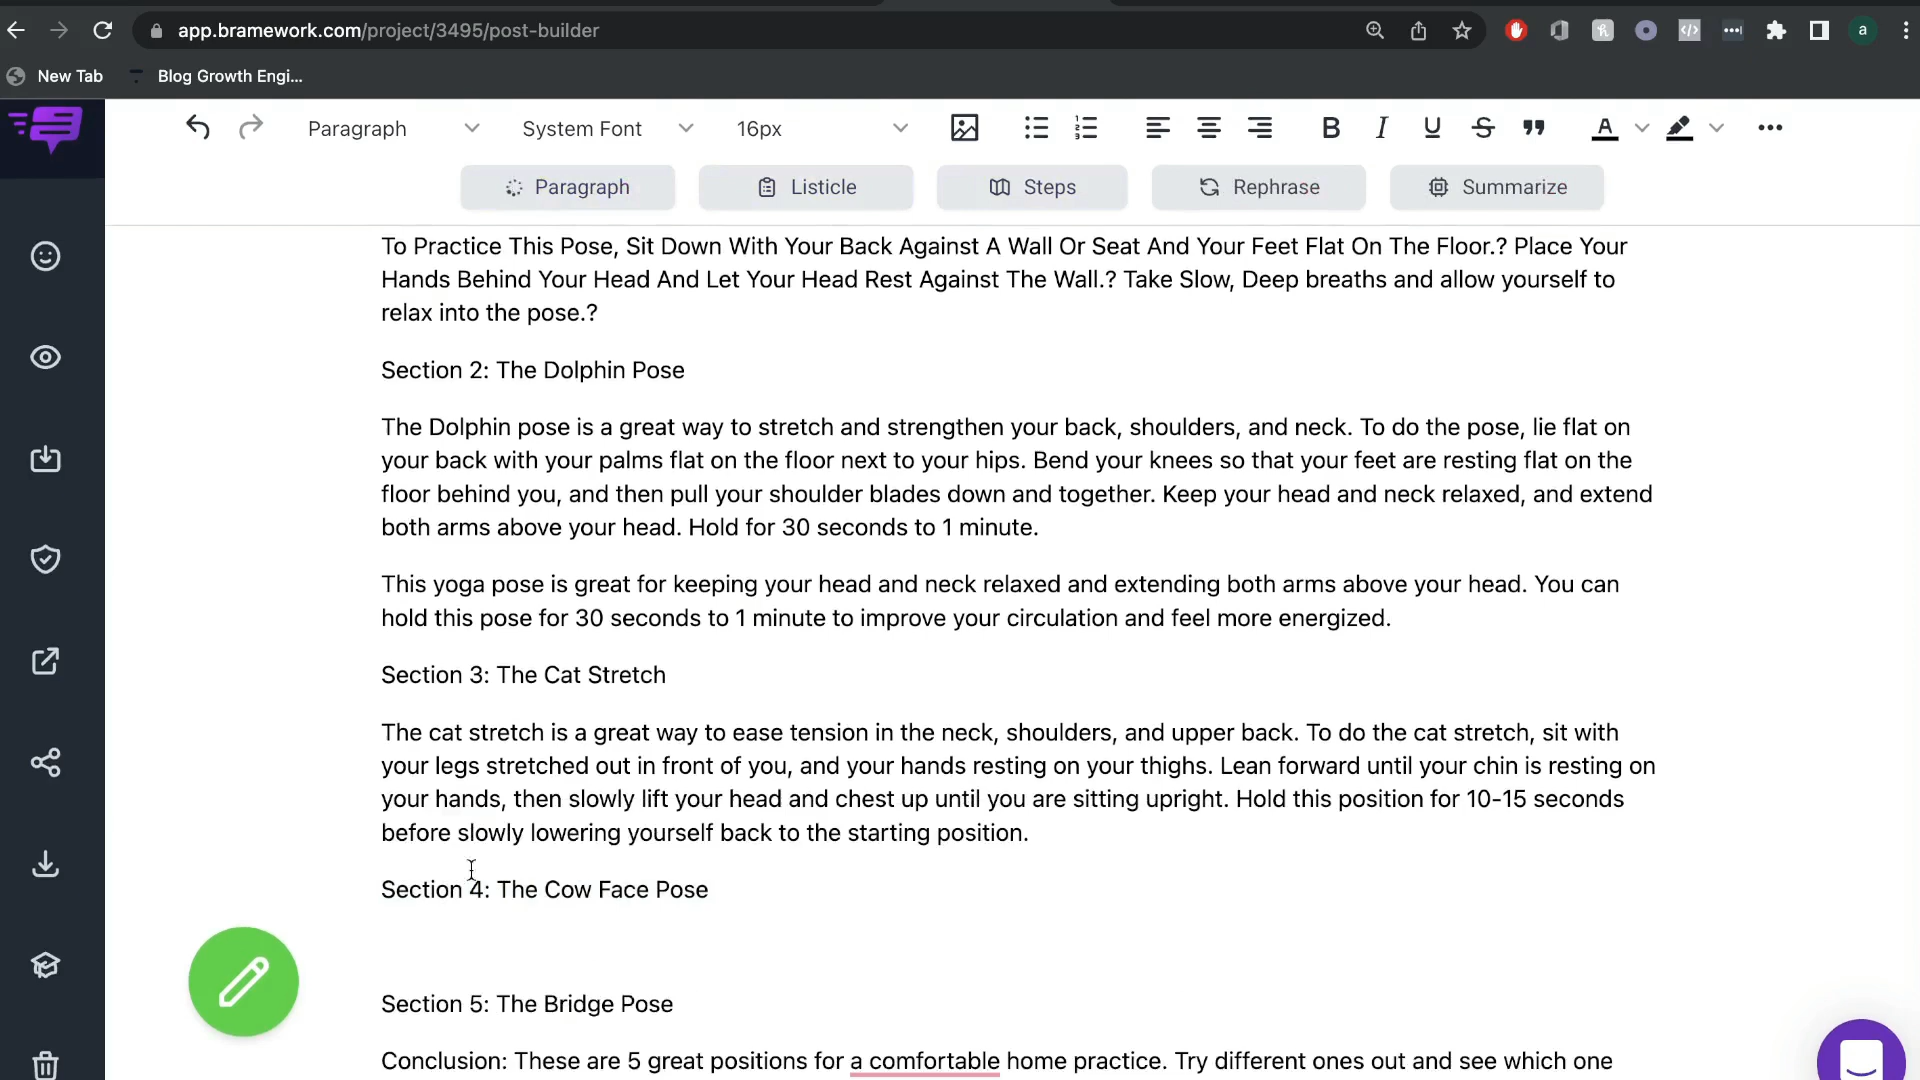 app.bramework.com/project/3495/post-builder
a
New Tab
Blog Growth Engi...
Paragraph
System Font
16px
Paragraph
Listicle
Steps
Rephrase
Summarize
To Practice This Pose, Sit Down With Your Back Against A Wall Or Seat And Your Feet Flat On The Floor.? Place Your
Hands Behind Your Head And Let Your Head Rest Against The Wall.? Take Slow, Deep breaths and allow yourself to
relax into the pose.?
Section 2: The Dolphin Pose
The Dolphin pose is a great way to stretch and strengthen your back, shoulders, and neck. To do the pose, lie flat on
your back with your palms flat on the floor next to your hips. Bend your knees so that your feet are resting flat on the
floor behind you, and then pull your shoulder blades down and together. Keep your head and neck relaxed, and extend
both arms above your head. Hold for 30 seconds to 1 minute.
This yoga pose is great for keeping your head and neck relaxed and extending both arms above your head. You can
hold this pose for 30 seconds to 1 minute to improve your circulation and feel more energized.
Section 3: The Cat Stretch
The cat stretch is a great way to ease tension in the neck, shoulders, and upper back. To do the cat stretch, sit with
your legs stretched out in front of you, and your hands resting on your thighs. Lean forward until your chin is resting on
your hands, then slowly lift your head and chest up until you are sitting upright. Hold this position for 10-15 seconds
before slowly lowering yourself back to the starting position.
Section 4: The Cow Face Pose
Section 5: The Bridge Pose
Conclusion: These are 5 great positions for a comfortable home practice. Try different ones out and see which one